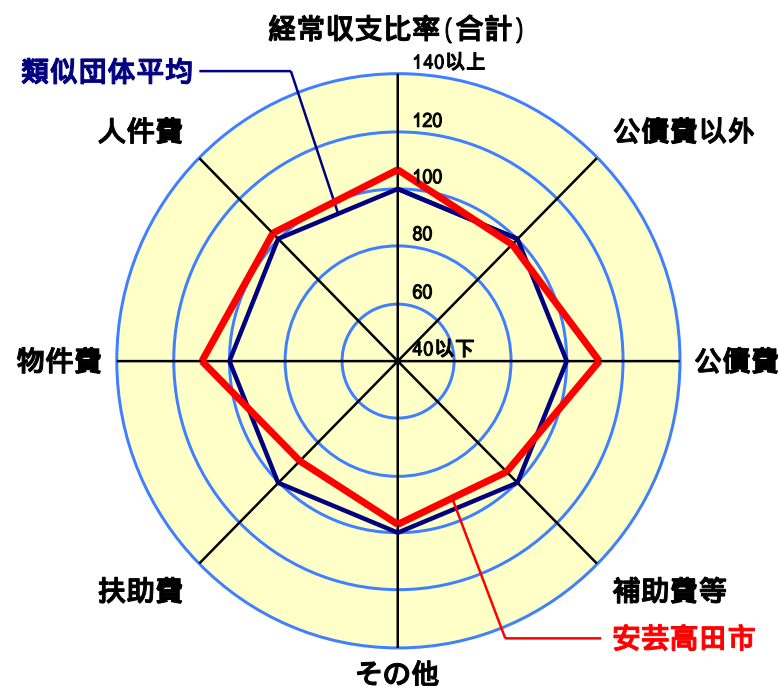 経常収支比率(合計)
140以上
類似団体平均
人件費
120
公債費以外
100
80
60
40以下
物件費
公債費
扶助費
補助費等
安芸高田市
その他